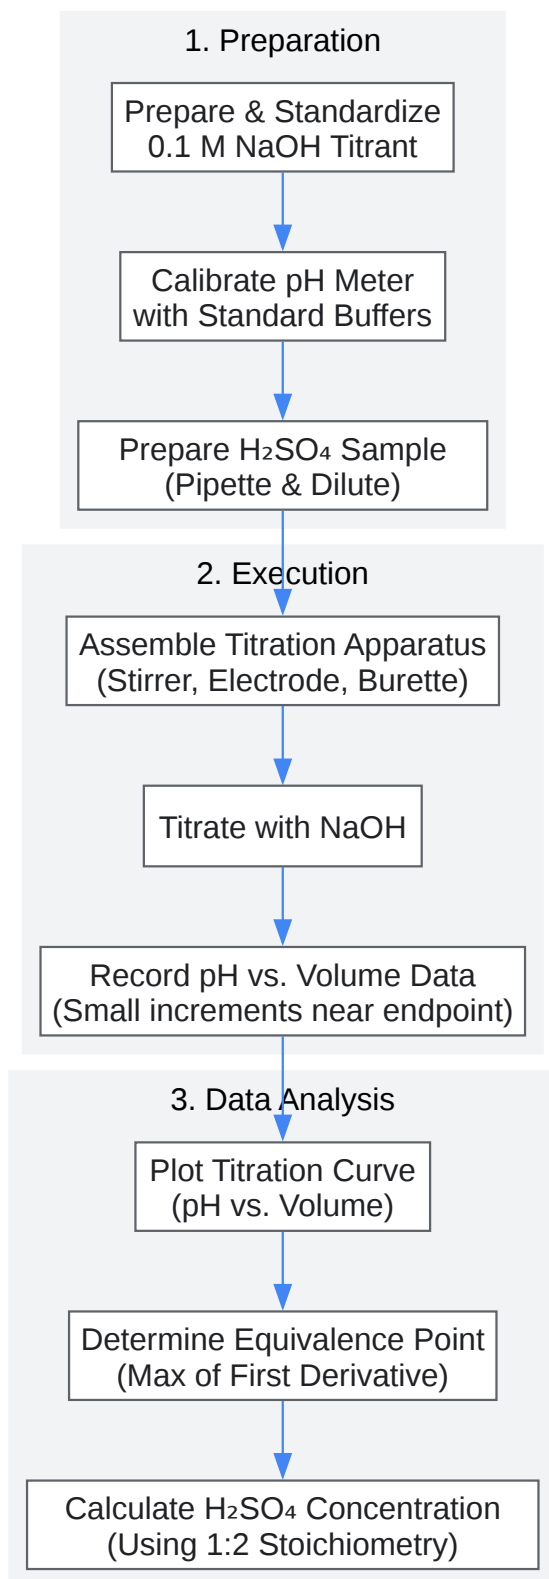 1. Preparation
Prepare & Standardize
0.1 M NaOH Titrant
Calibrate pH Meter
with Standard Buffers
Prepare H₂SO₄ Sample
(Pipette & Dilute)
2. Execution
Assemble Titration Apparatus
(Stirrer, Electrode, Burette)
Titrate with NaOH
Record pH vs. Volume Data
(Small increments near endpoint)
3. Data Analysis
Plot Titration Curve
(pH vs. Volume)
Determine Equivalence Point
(Max of First Derivative)
Calculate H₂SO₄ Concentration
(Using 1:2 Stoichiometry)